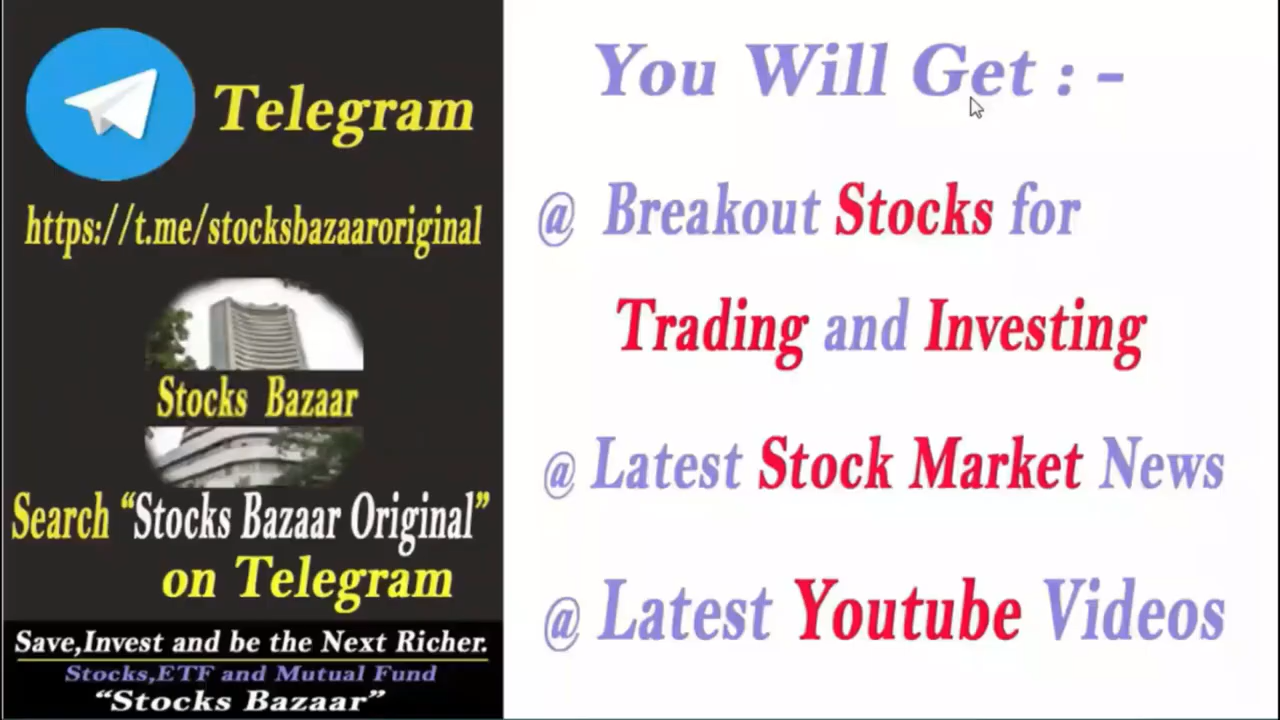 Telegram
https://t.me/stocksbazaaroriginal
Stocks Bazaar
Search “Stocks Bazaar Original”
on Telegram
Save,Invest and be the Next Richer.
Stocks,ETF and Mutual Fund
“Stocks Bazaar”
You Will Get : -
@ Breakout Stocks for
Trading and Investing
@ Latest Stock Market News
@ Latest Youtube Videos